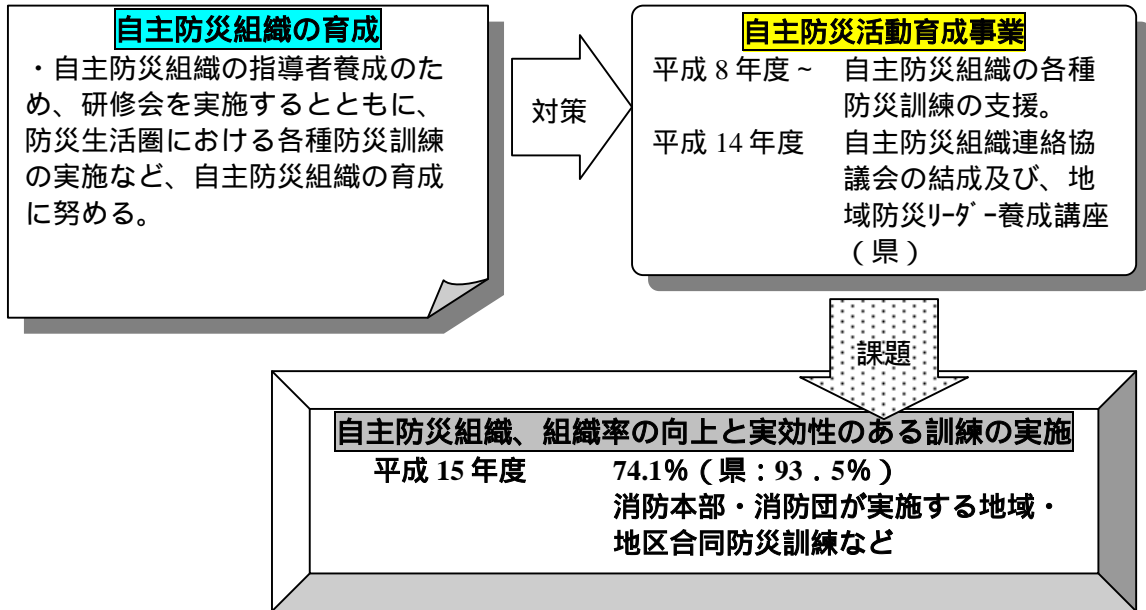 自主防災組織の育成
・自主防災組織の指導者養成のた
め、研修会を実施するとともに、
防災生活圏における各種防災訓練
の実施など、自主防災組織の育成
に努める。
対策
自主防災活動育成事業
平成 8 年度~ 自主防災組織の各種
防災訓練の支援。
平成 14 年度 自主防災組織連絡協
議会の結成及び、地
域防災ﾘｰﾀﾞｰ養成講座
（県）
課題
自主防災組織、組織率の向上と実効性のある訓練の実施
平成 15 年度 74.1%（県：93．5%）
消防本部・消防団が実施する地域・
地区合同防災訓練など